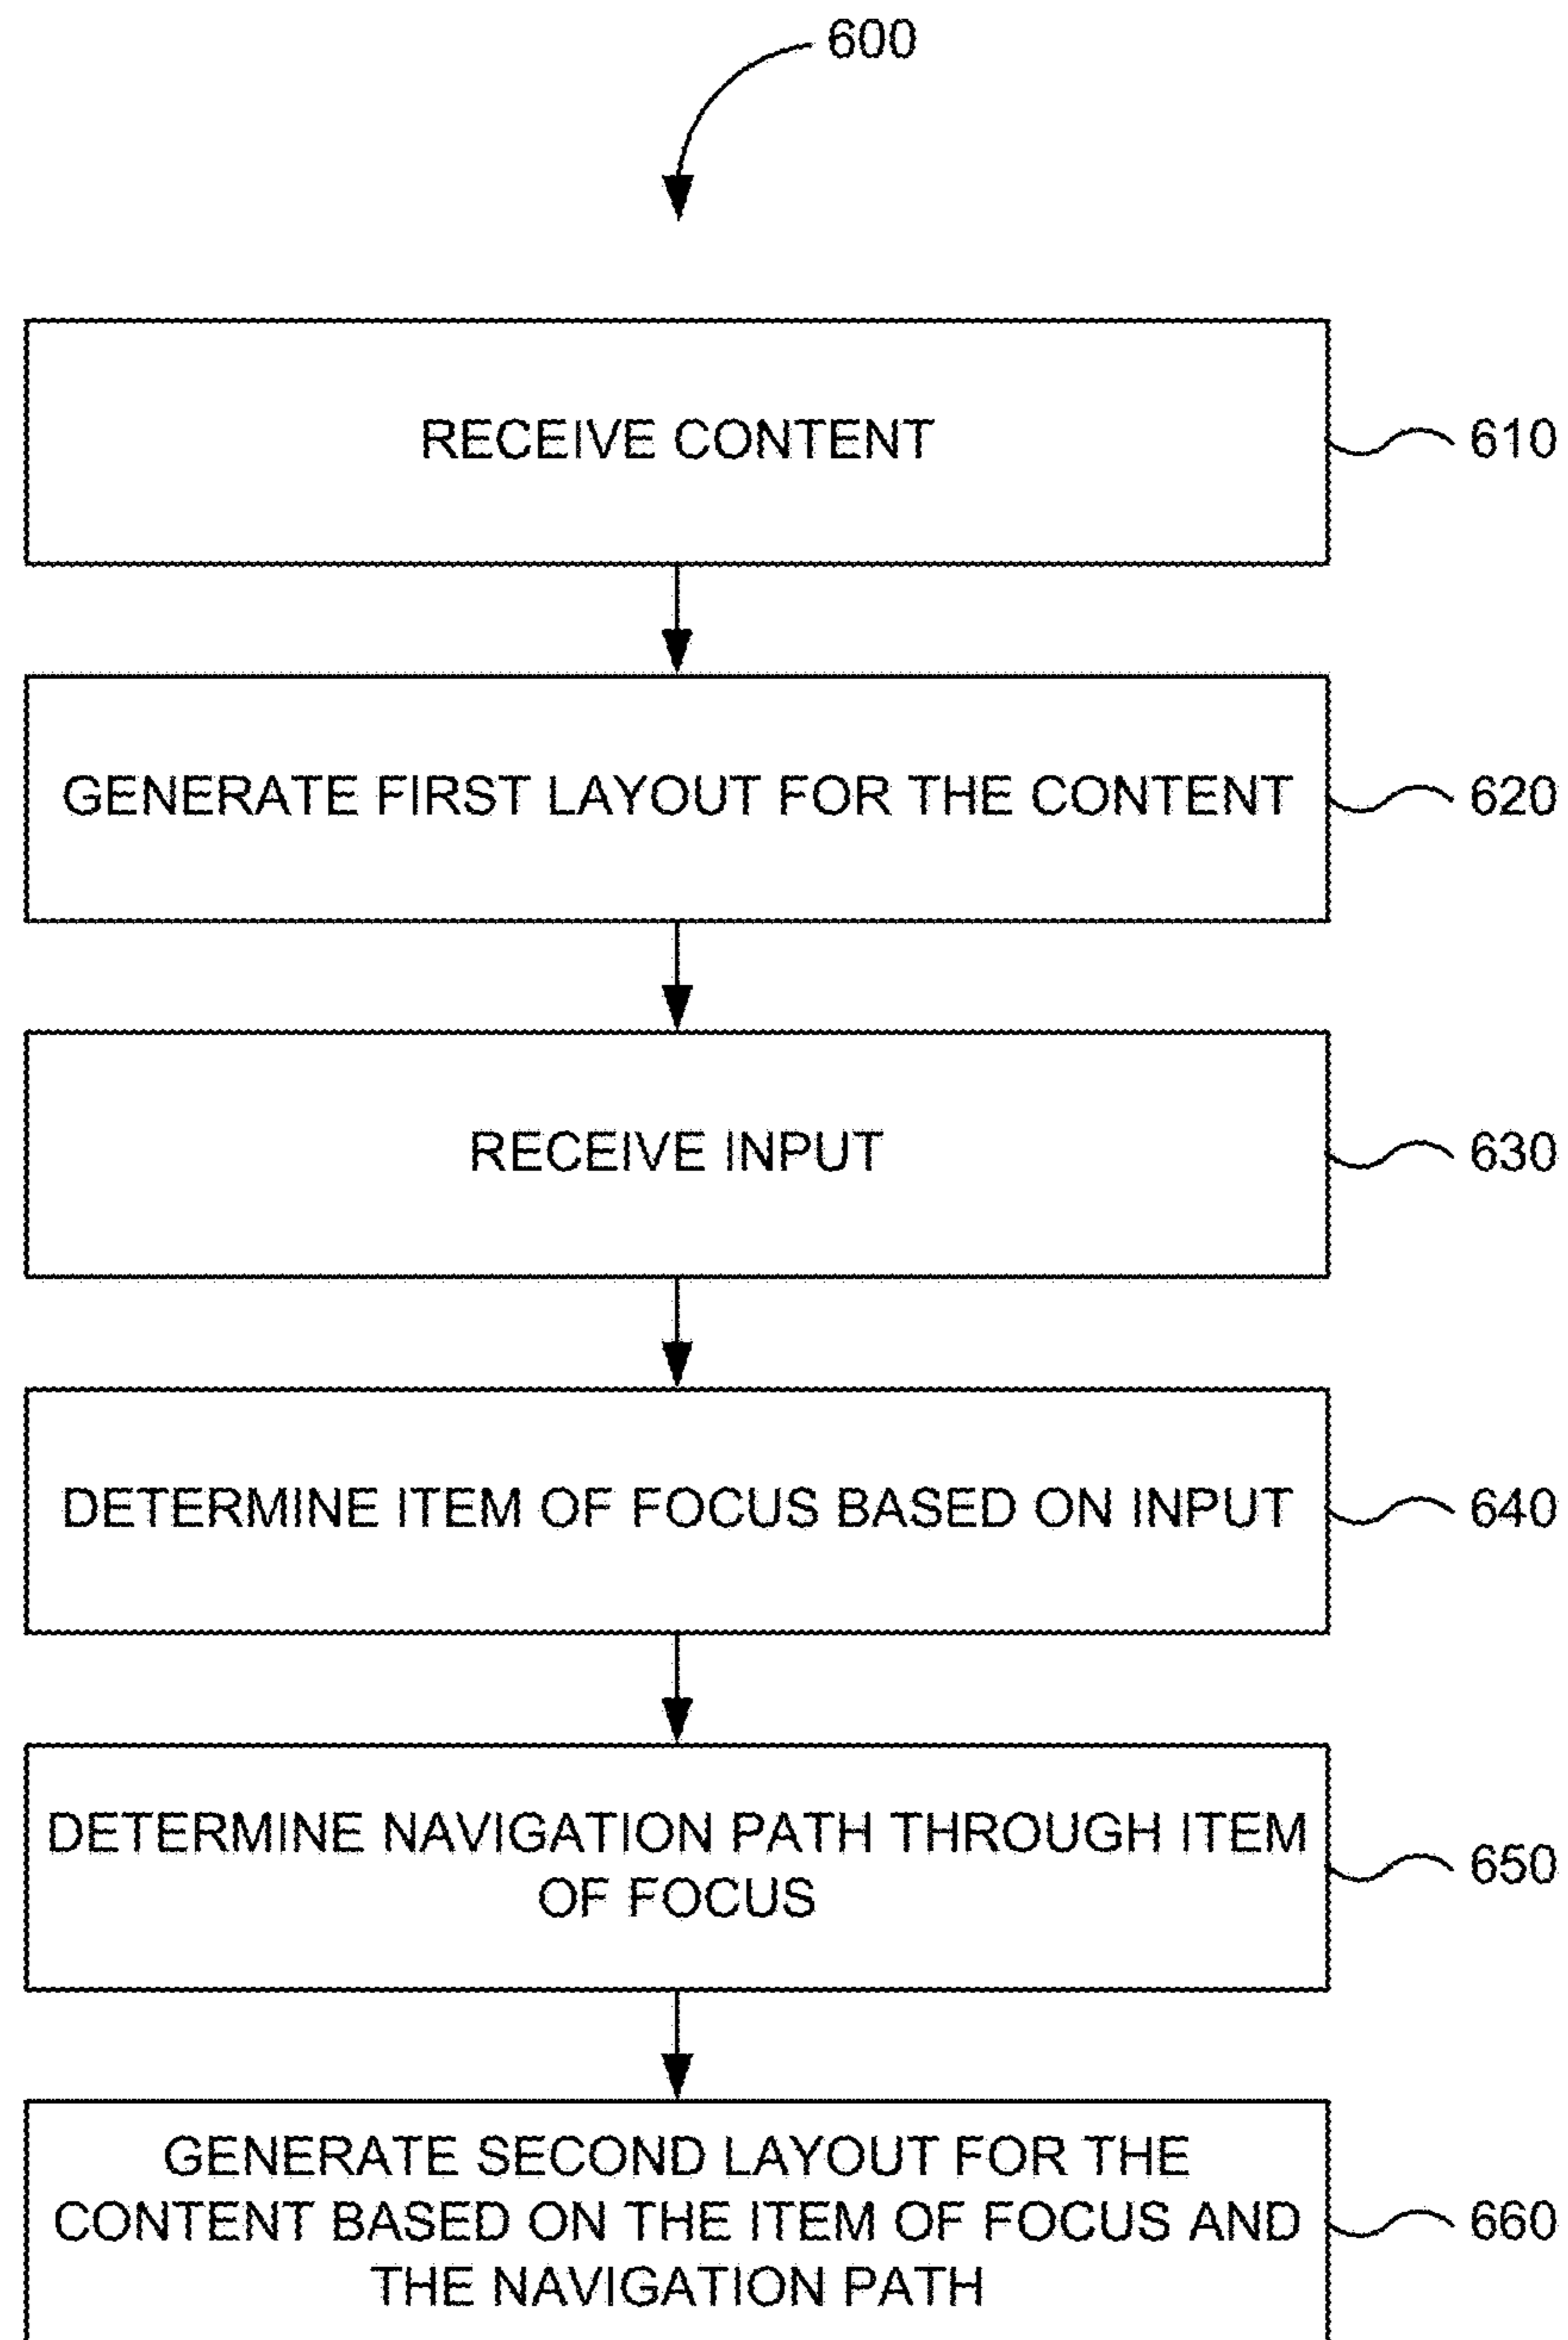 600
RECEIVE CONTENT
610
GENERATE FIRST LAYOUT FOR THE CONTENT
620
RECEIVE INPUT
630
DETERMINE ITEM OF FOCUS BASED ON INPUT
640
DETERMINE NAVIGATION PATH THROUGH ITEM
OF FOCUS
650
GENERATE SECOND LAYOUT FOR THE
CONTENT BASED ON THE ITEM OF FOCUS AND
THE NAVIGATION PATH
660